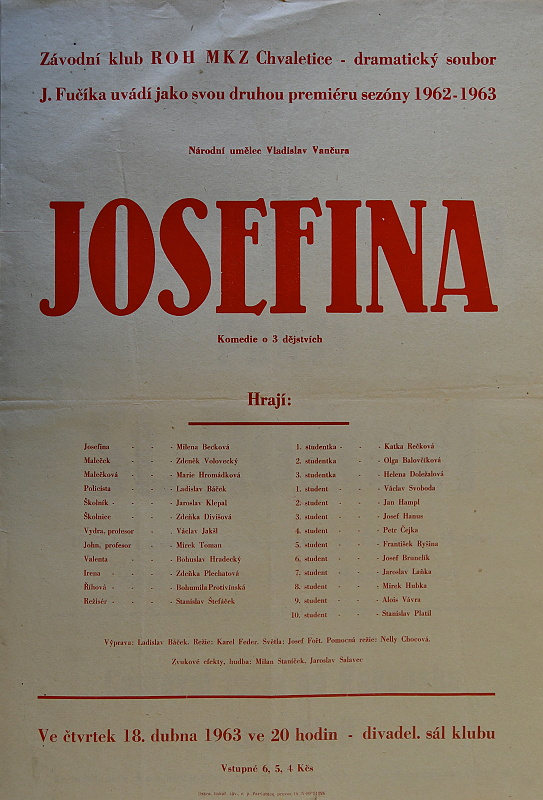 Závodní klub ROH MKZ Chvaletice - dramatický soubor
J. Fučíka uvádí jako svou druhou premiéru sezóny 1962-1963
Národní umělec Vladislav Vančura
JOSEFINA
Komedie o 3 dějstvích
Hrají:
Josefina - - - Milena Becková
Maleček - - - Zdeněk Volovecký
Malečková - - - Marie Hromádková
Policista - - - Ladislav Báček
Školník - - - Jaroslav Klepal
Školnice - - - Zdeňka Divišová
Vydra, profesor - - Václav Jakšl
John, profesor - - Mirek Toman
Valenta - - - Bohuslav Hradecký
Irena - - - Zdeňka Plechatová
Říhová - - - Bohumila Protivínská
Režisér - - - Stanislav Štefáček
1. studentka - - - Katka Rečková
2. studentka - - Olga Balovčíková
3. studentka - - Helena Doležalová
1. student - - - Václav Svoboda
2. student - - - Jan Hampl
3. student - - - Josef Hanus
4. student - - - Petr Čejka
5. student - - - František Ryšina
6. student - - - Josef Brunclík
7. student - - - Jaroslav Laňka
8. student - - - Mirek Hubka
9. student - - - Alois Vávra
10. student - - - Stanislav Platil
Výprava: Ladislav Báček. Režie: Karel Feder. Světla: Josef Fořt. Pomocná režie: Nelly Chocová.
Zvukové efekty, hudba: Milan Staníček, Jaroslav Salavec
Ve čtvrtek 18. dubna 1963 ve 20 hodin - divadel. sál klubu
Vstupné 6, 5, 4 Kčs